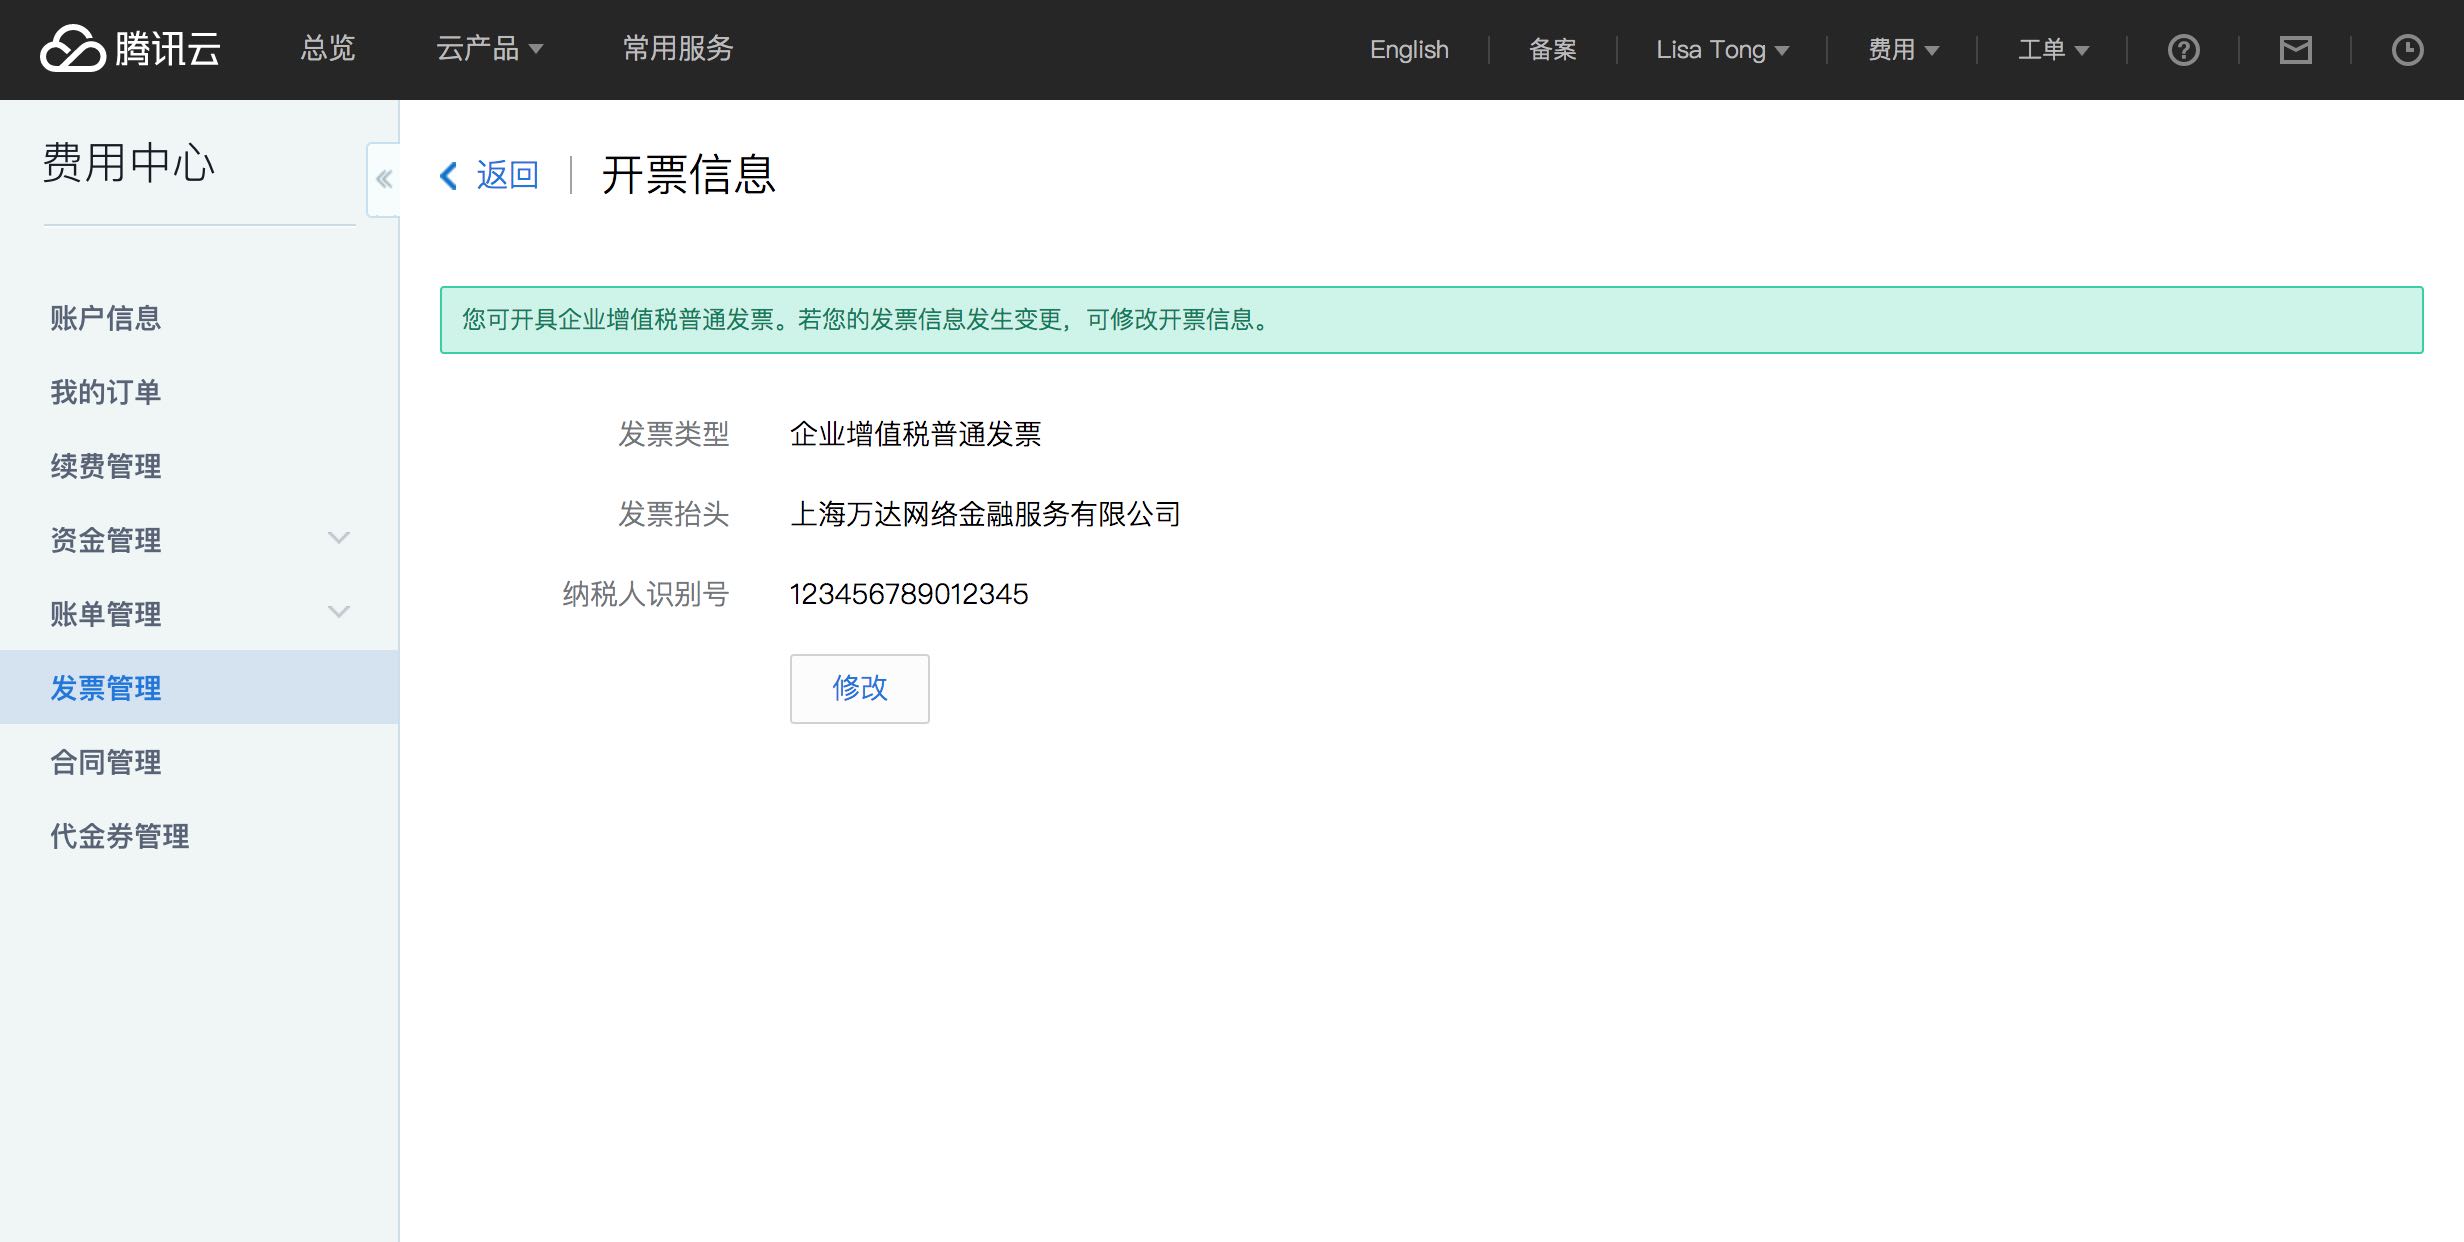 腾讯云 总览 云产品 常用服务 English 备案 Lisa Tong 费用 工单
费用中心
账户信息
我的订单
续费管理
资金管理
账单管理
发票管理
合同管理
代金券管理
返回 开票信息
您可开具企业增值税普通发票。若您的发票信息发生变更，可修改开票信息。
发票类型 企业增值税普通发票
发票抬头 上海万达网络金融服务有限公司
纳税人识别号 123456789012345
修改